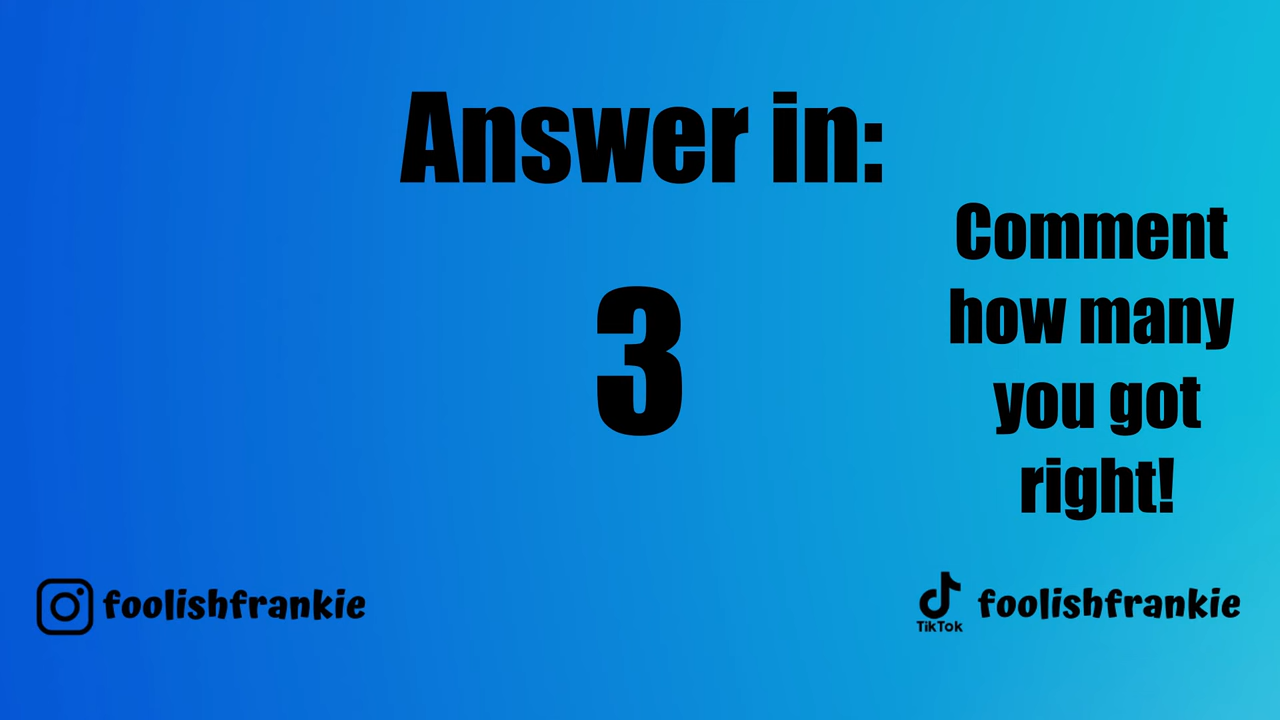 Answer in:
3
Comment
how many
you got
right!
foolishfrankie
TikTok
foolishfrankie